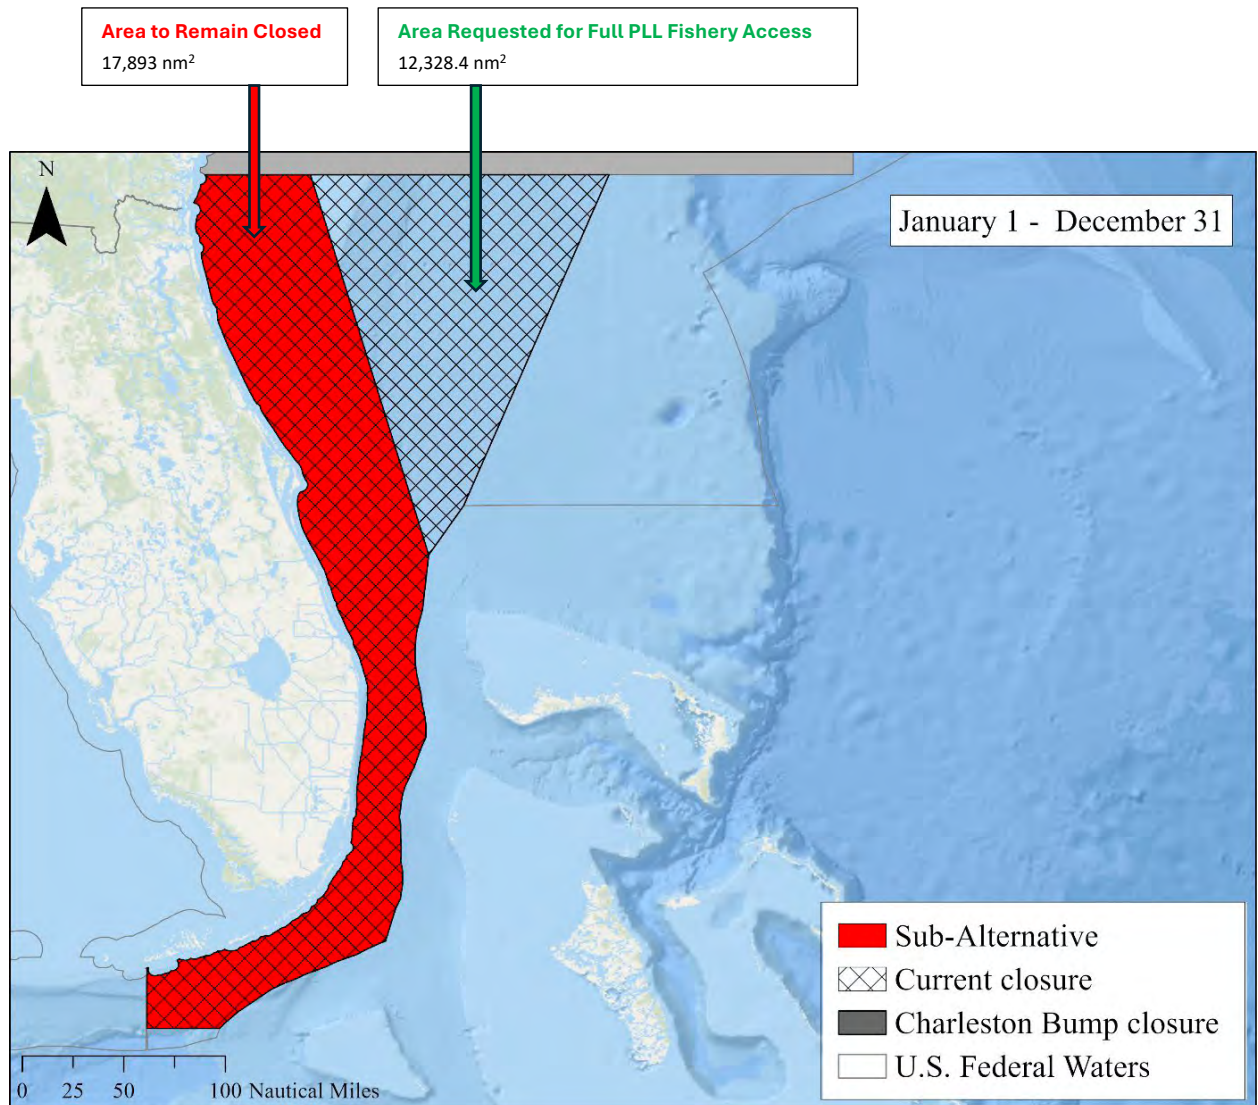 Area to Remain Closed
17,893 nm²
Area Requested for Full PLL Fishery Access
12,328.4 nm²
N
January 1 - December 31
Sub-Alternative
Current closure
Charleston Bump closure
U.S. Federal Waters
0 25 50 100 Nautical Miles